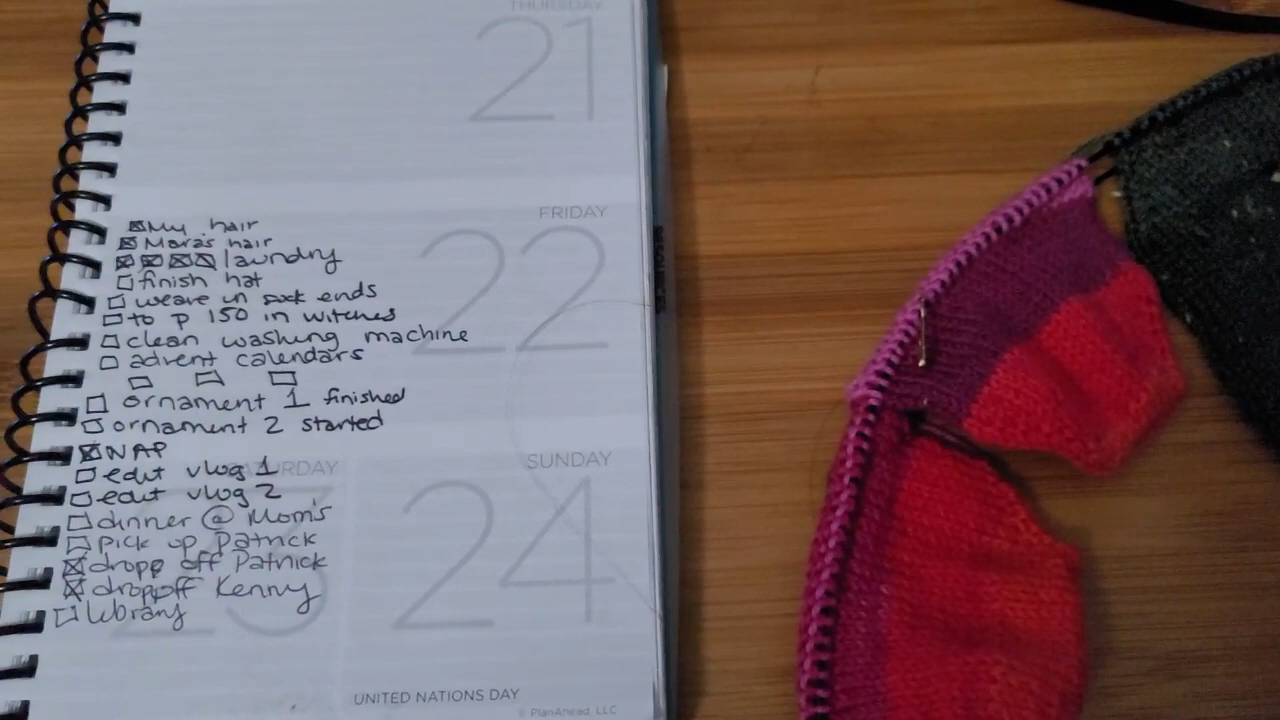 THURSDAY
21
FRIDAY
22
My hair
Mara's hair
laundry
finish hat
weave in sock ends
to p 150 in witches
clean washing machine
advent calendars
ornament 1 finished
ornament 2 started
NAP
edit vlog 1
edit vlog 2
dinner @ Mom's
pick up Patrick
dropp off Patrick
dropoff Kenny
library
SATURDAY
23
SUNDAY
24
UNITED NATIONS DAY
© PlanAhead, LLC